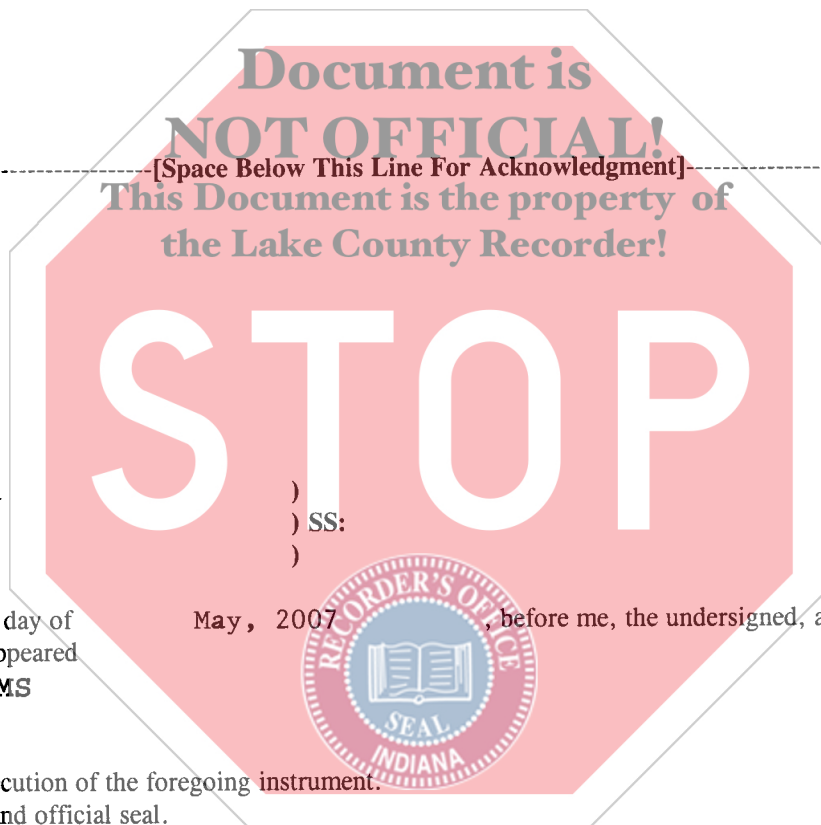 Document is
NOT OFFICIAL!
[Space Below This Line For Acknowledgment]
This Document is the property of
the Lake County Recorder!
STOP
)
) SS:
)
day of May, 2007 , before me, the undersigned, a
ppeared
MS
RECORDER'S OFFICE
SEAL
INDIANA
cution of the foregoing instrument.
nd official seal.